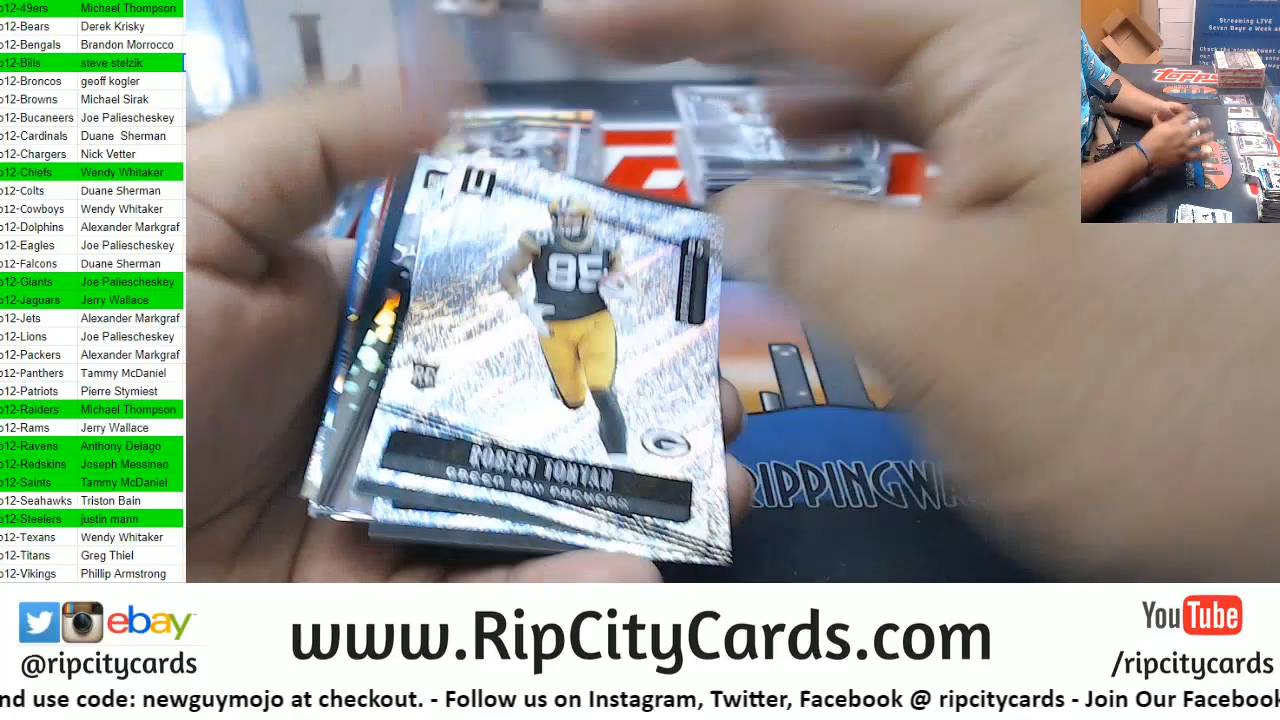 o12-49ers Michael Thompson
o12-Bears Derek Krisky
o12-Bengals Brandon Morrocco
o12-Bills steve stelzik
o12-Broncos geoff kogler
o12-Browns Michael Sirak
o12-Bucaneers Joe Paliescheskey
o12-Cardinals Duane Sherman
o12-Chargers Nick Vetter
o12-Chiefs Wendy Whitaker
o12-Colts Duane Sherman
o12-Cowboys Wendy Whitaker
o12-Dolphins Alexander Markgraf
o12-Eagles Joe Paliescheskey
o12-Falcons Duane Sherman
o12-Giants Joe Paliescheskey
o12-Jaguars Jerry Wallace
o12-Jets Alexander Markgraf
o12-Lions Joe Paliescheskey
o12-Packers Alexander Markgraf
o12-Panthers Tammy McDaniel
o12-Patriots Pierre Stymiest
o12-Raiders Michael Thompson
o12-Rams Jerry Wallace
o12-Ravens Anthony Delago
o12-Redskins Joseph Messineo
o12-Saints Tammy McDaniel
o12-Seahawks Triston Bain
o12-Steelers justin mann
o12-Texans Wendy Whitaker
o12-Titans Greg Thiel
o12-Vikings Phillip Armstrong
85
G
ROBERT TONYAN
GREEN BAY PACKERS
RIPPINGW
Streaming LIVE
Seven Days a Week a
Topps
ebay
@ripcitycards
www.RipCityCards.com
YouTube
/ripcitycards
nd use code: newguymojo at checkout. - Follow us on Instagram, Twitter, Facebook @ ripcitycards - Join Our Facebook